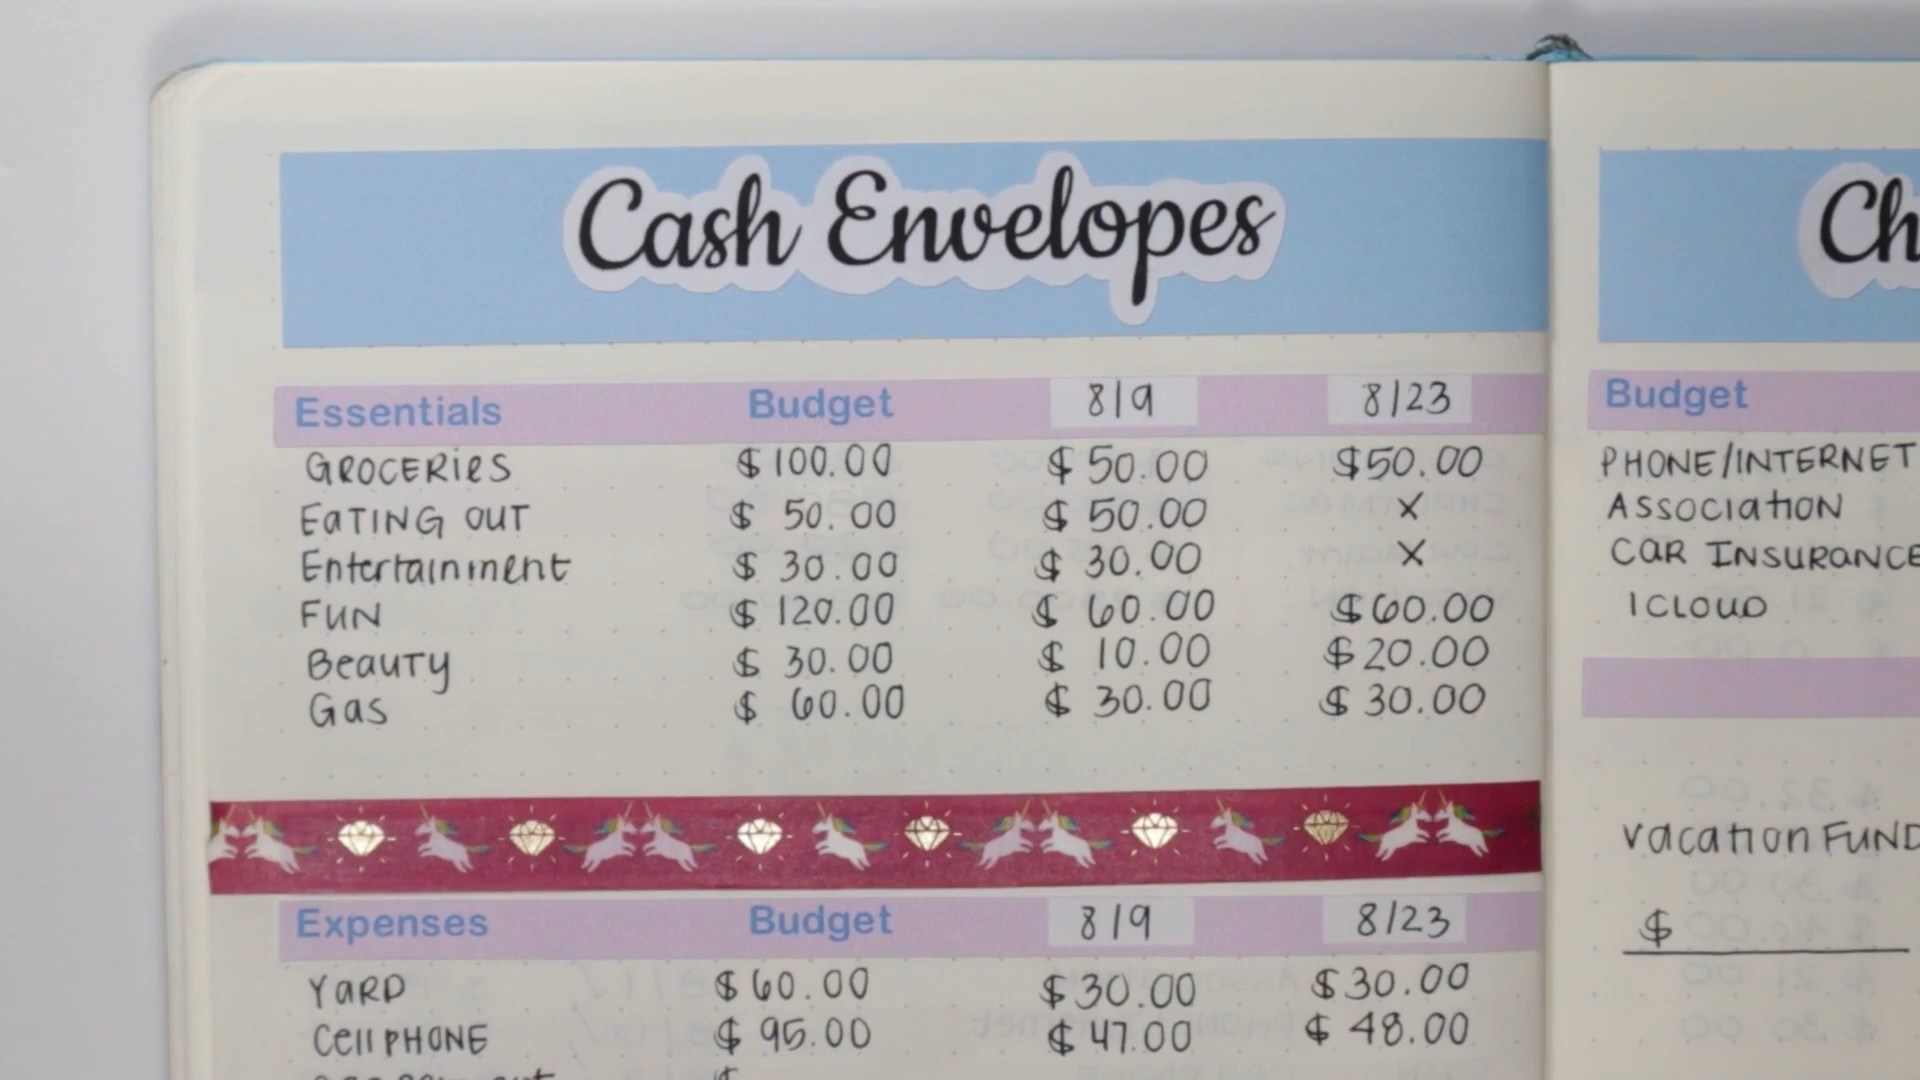 Cash Envelopes
Essentials Budget 8/9 8/23
GROCERIES $100.00 $50.00 $50.00
EATING OUT $ 50.00 $50.00 X
Entertainment $ 30.00 $ 30.00 X
FUN $ 120.00 $ 60.00 $60.00
BEAUTY $ 30.00 $ 10.00 $20.00
Gas $ 60.00 $ 30.00 $ 30.00
Expenses Budget 8/9 8/23
YARD $ 60.00 $30.00 $30.00
Cell PHONE $ 95.00 $47.00 $ 48.00
$
Ch
Budget
PHONE/INTERNET
ASSOCIATION
CAR INSURANCE
ICLOUD
VACATION FUND
$